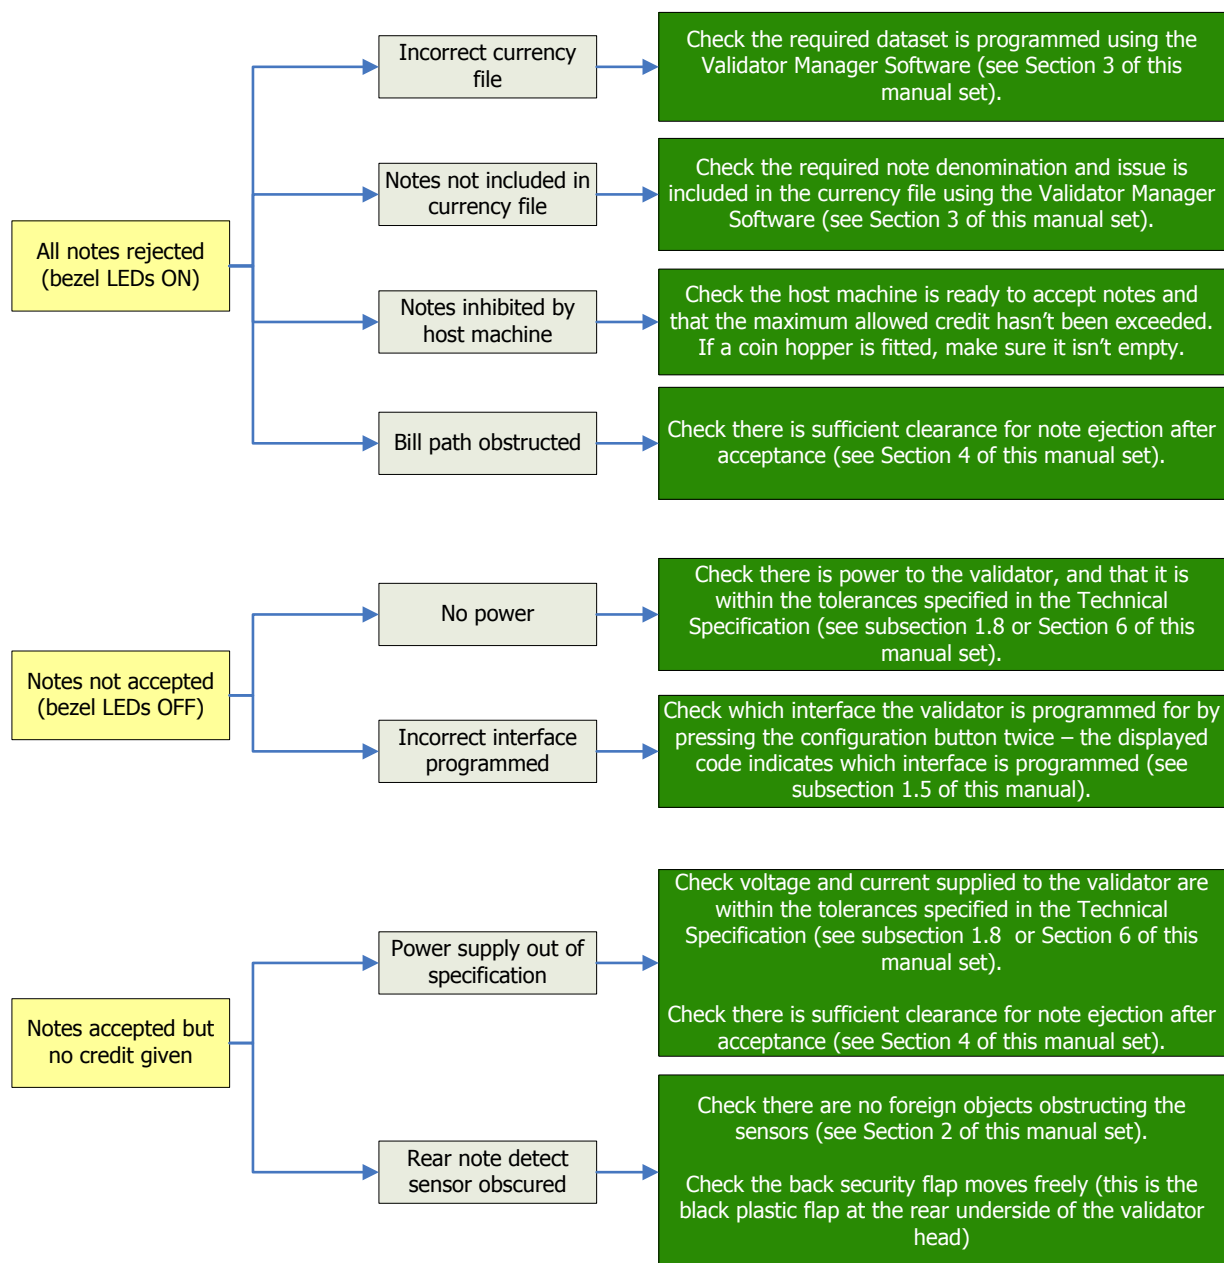 All notes rejected
(bezel LEDs ON)
Incorrect currency
file
Check the required dataset is programmed using the
Validator Manager Software (see Section 3 of this
manual set).
Notes not included in
currency file
Check the required note denomination and issue is
included in the currency file using the Validator Manager
Software (see Section 3 of this manual set).
Notes inhibited by
host machine
Check the host machine is ready to accept notes and
that the maximum allowed credit hasn’t been exceeded.
If a coin hopper is fitted, make sure it isn’t empty.
Bill path obstructed
Check there is sufficient clearance for note ejection after
acceptance (see Section 4 of this manual set).
Notes not accepted
(bezel LEDs OFF)
No power
Check there is power to the validator, and that it is
within the tolerances specified in the Technical
Specification (see subsection 1.8 or Section 6 of this
manual set).
Incorrect interface
programmed
Check which interface the validator is programmed for by
pressing the configuration button twice – the displayed
code indicates which interface is programmed (see
subsection 1.5 of this manual).
Notes accepted but
no credit given
Power supply out of
specification
Check voltage and current supplied to the validator are
within the tolerances specified in the Technical
Specification (see subsection 1.8 or Section 6 of this
manual set).
Check there is sufficient clearance for note ejection after
acceptance (see Section 4 of this manual set).
Rear note detect
sensor obscured
Check there are no foreign objects obstructing the
sensors (see Section 2 of this manual set).
Check the back security flap moves freely (this is the
black plastic flap at the rear underside of the validator
head)